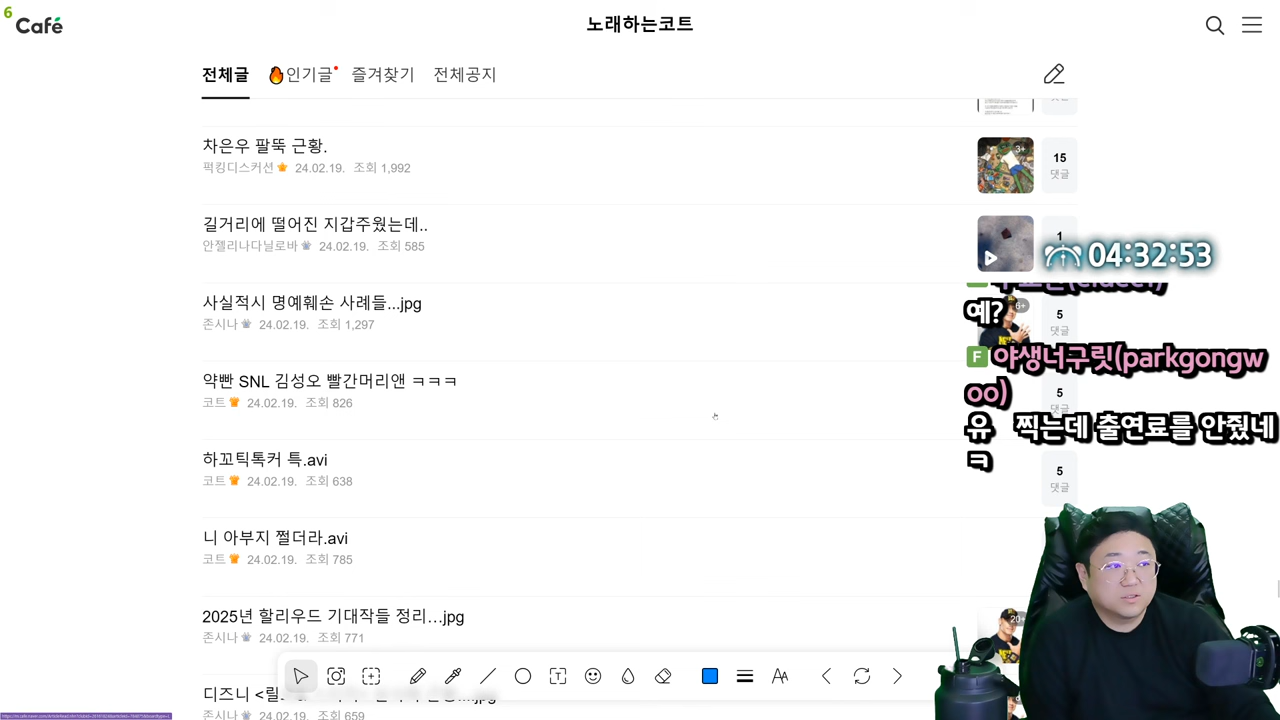 6
Café
노래하는코트
전체글
🔥인기글
즐겨찾기
전체공지
차은우 팔뚝 근황.
퍽킹디스커션 24.02.19. 조회 1,992
3+
15
댓글
길거리에 떨어진 지갑주웠는데..
안젤리나다닐로바 24.02.19. 조회 585
1
04:32:53
사실적시 명예훼손 사례들...jpg
존시나 24.02.19. 조회 1,297
6+
5
댓글
예?
F 야생너구릿(parkgongw
oo)
유 찍는데 출연료를 안줬네
ㅋ
약빤 SNL 김성오 빨간머리앤 ㅋㅋㅋ
코트 24.02.19. 조회 826
5
댓글
하꼬틱톡커 특.avi
코트 24.02.19. 조회 638
5
댓글
니 아부지 쩔더라.avi
코트 24.02.19. 조회 785
2025년 할리우드 기대작들 정리...jpg
존시나 24.02.19. 조회 771
20+
T
AA
디즈니
존시나 24.02.19. 조회 659